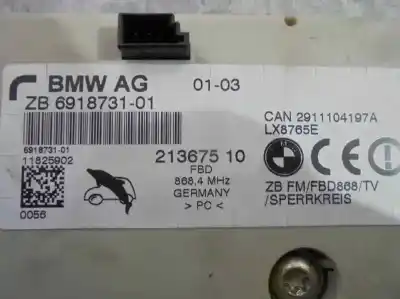 BMW AG
01-03
ZB 6918731-01
CAN 2911104197A
LX8765E
6918731-01
11825902
213675 10
FBD
868,4 MHz
GERMANY
> PC <
0056
CE
ZB FM/FBD868/TV
/SPERRKREIS